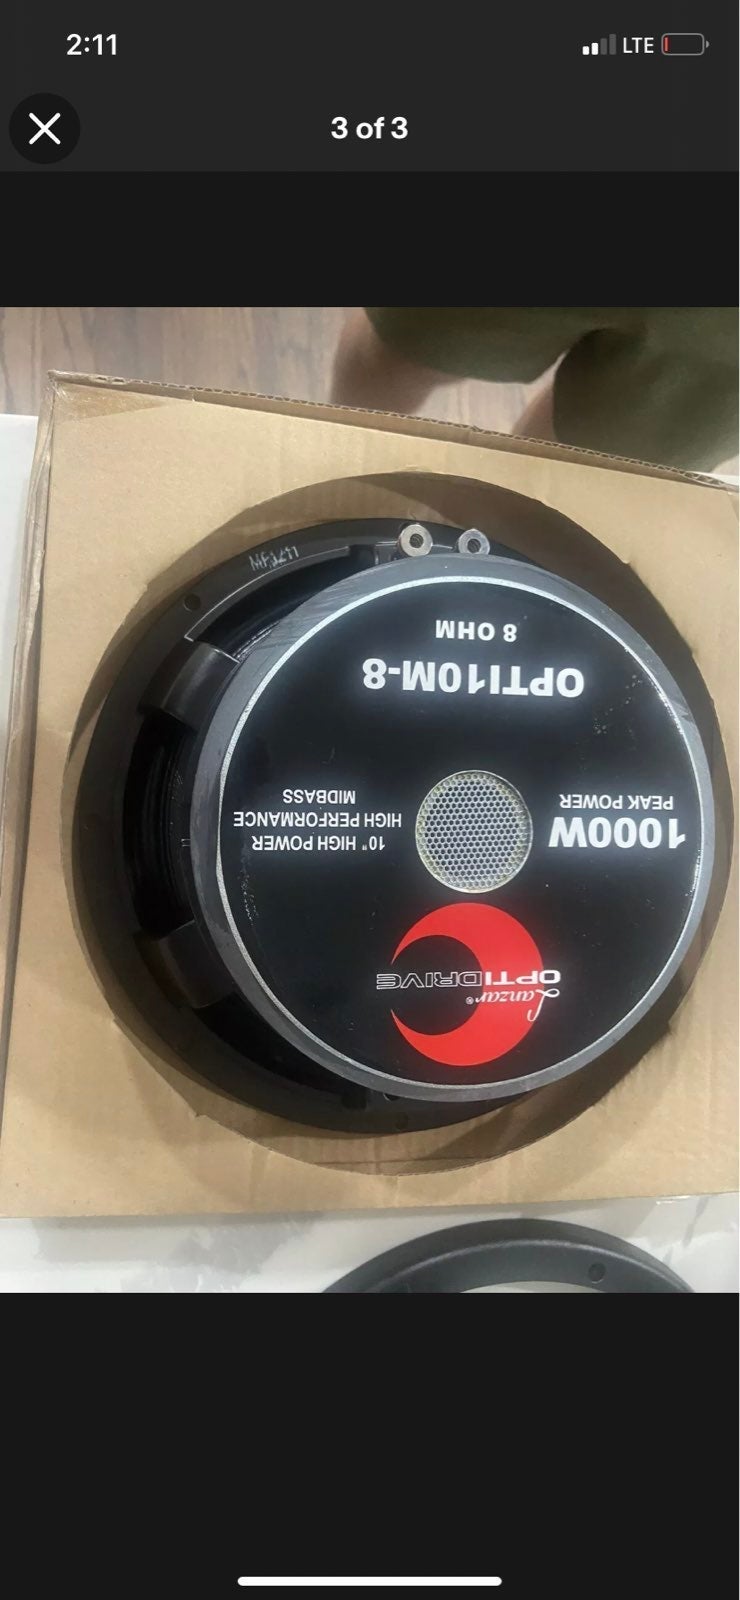 2:11
LTE
3 of 3
Lanzar®
OPTIDRIVE
1000W
PEAK POWER
10" HIGH POWER
HIGH PERFORMANCE
MIDBASS
OPTI10M-8
8 OHM